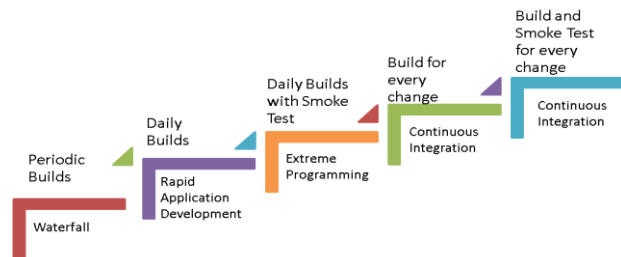 Periodic
Builds
Waterfall
Daily
Builds
Rapid
Application
Development
Daily Builds
with Smoke
Test
Extreme
Programming
Build for
every
change
Continuous
Integration
Build and
Smoke Test
for every
change
Continuous
Integration